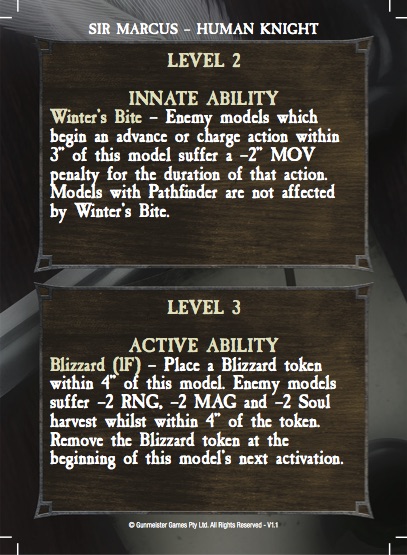 SIR MARCUS - HUMAN KNIGHT
LEVEL 2
INNATE ABILITY
Winter's Bite – Enemy models which
begin an advance or charge action within
3" of this model suffer a -2" MOV
penalty for the duration of that action.
Models with Pathfinder are not affected
by Winter's Bite.
LEVEL 3
ACTIVE ABILITY
Blizzard (1F) – Place a Blizzard token
within 4" of this model. Enemy models
suffer -2 RNG, -2 MAG and -2 Soul
harvest whilst within 4" of the token.
Remove the Blizzard token at the
beginning of this model's next activation.
© Gunmeister Games Pty Ltd. All Rights Reserved - V1.1